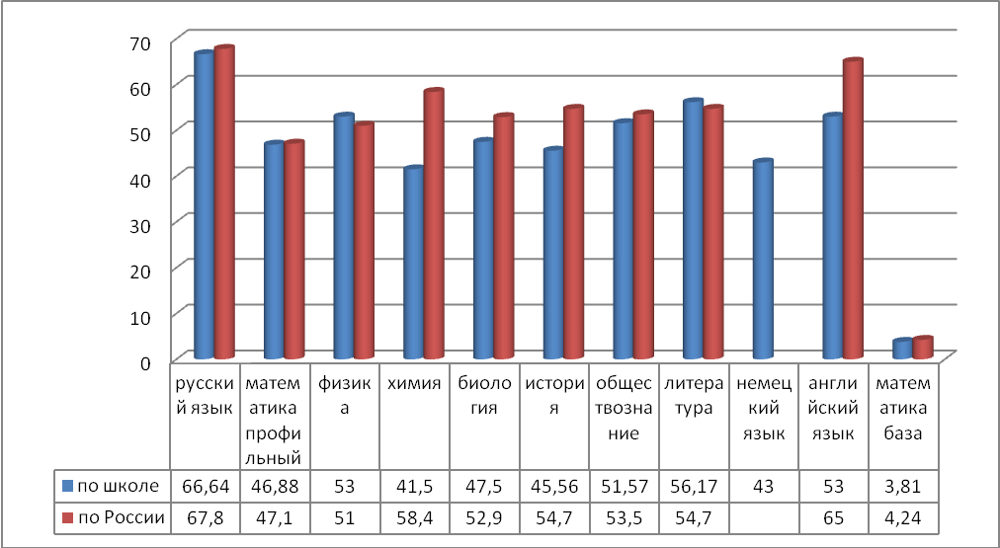 70
60
50
40
30
20
10
0
русски
й язык
матем
атика
профи
льный
физик
а
химия
биоло
гия
истори
я
общес
твозна
ние
литера
тура
немец
кий
язык
англи
йский
язык
матем
атика
база
по школе 66,64 46,88 53 41,5 47,5 45,56 51,57 56,17 43 53 3,81
по России 67,8 47,1 51 58,4 52,9 54,7 53,5 54,7 65 4,24